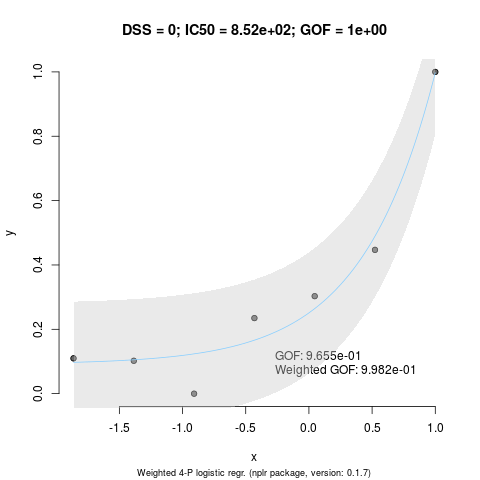 DSS = 0; IC50 = 8.52e+02; GOF = 1e+00
1.0
0.8
0.6
0.4
0.2
0.0
y
GOF: 9.655e-01
Weighted GOF: 9.982e-01
-1.5 -1.0 -0.5 0.0 0.5 1.0
x
Weighted 4-P logistic regr. (nplr package, version: 0.1.7)